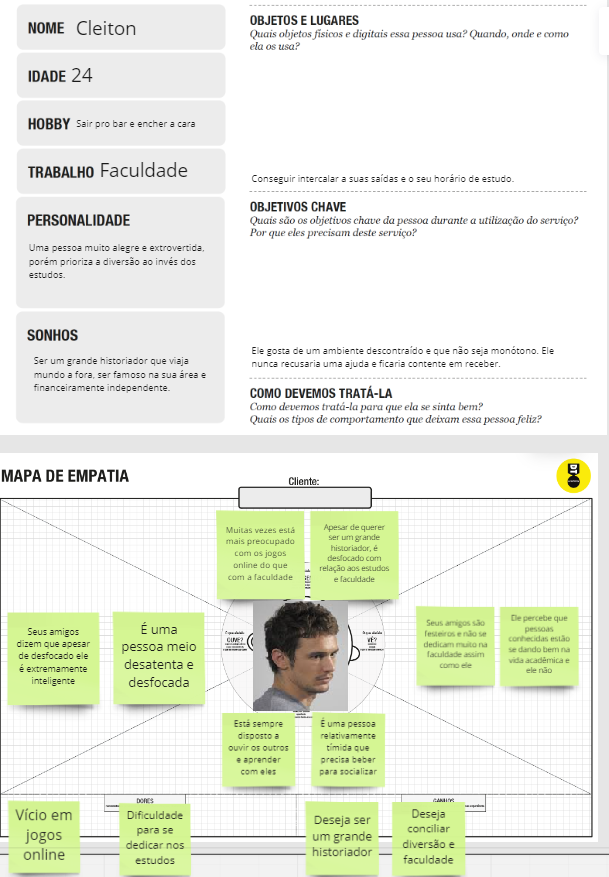 NOME Cleiton
IDADE 24
HOBBY Sair pro bar e encher a cara
TRABALHO Faculdade
PERSONALIDADE
Uma pessoa muito alegre e extrovertida,
porém prioriza a diversão ao invés dos
estudos.
SONHOS
Ser um grande historiador que viaja
mundo a fora, ser famoso na sua área e
financeiramente independente.
OBJETOS E LUGARES
Quais objetos físicos e digitais essa pessoa usa? Quando, onde e como
ela os usa?
Conseguir intercalar a suas saídas e o seu horário de estudo.
OBJETIVOS CHAVE
Quais são os objetivos chave da pessoa durante a utilização do serviço?
Por que eles precisam deste serviço?
Ele gosta de um ambiente descontraído e que não seja monótono. Ele
nunca recusaria uma ajuda e ficaria contente em receber.
COMO DEVEMOS TRATÁ-LA
Como devemos tratá-la para que ela se sinta bem?
Quais os tipos de comportamento que deixam essa pessoa feliz?
MAPA DE EMPATIA
Cliente:
Muitas vezes está
mais preocupado
com os jogos
online do que
com a faculdade
Apesar de querer
ser um grande
historiador, é
desfocado com
relação aos estudos
e faculdade
Seus amigos
dizem que apesar
de desfocado ele
é extremamente
inteligente
É uma
pessoa meio
desatenta e
desfocada
OUVE?
VÊ?
Seus amigos são
festeiros e não se
dedicam muito na
faculdade assim
como ele
Ele percebe que
pessoas
conhecidas estão
se dando bem na
vida acadêmica e
ele não
Está sempre
disposto a
ouvir os outros
e aprender
com eles
É uma pessoa
relativamente
tímida que
precisa beber
para socializar
DORES
Vício em
jogos
online
Dificuldade
para se
dedicar nos
estudos
Deseja ser
um grande
historiador
Deseja
conciliar
diversão e
faculdade